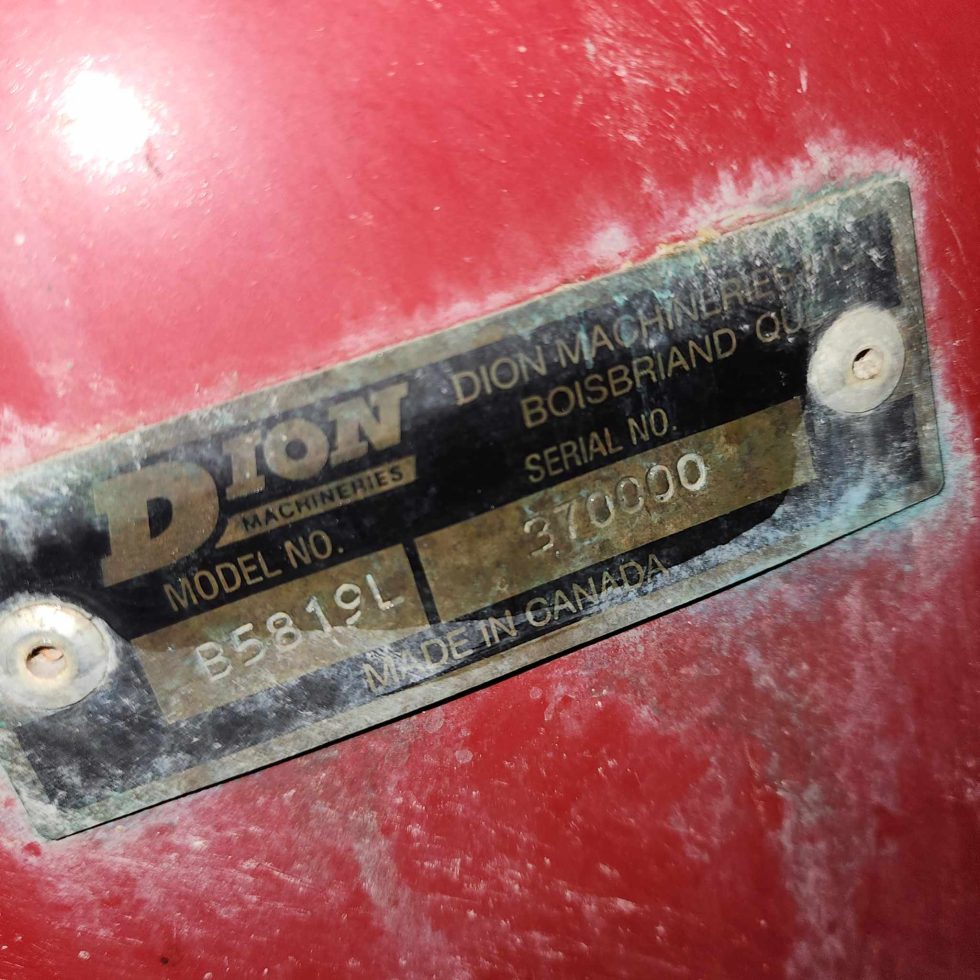 DION
MACHINERIES
DION MACHINERIES
BOISBRIAND
SERIAL NO.
370000
MODEL NO.
B5819L
MADE IN CANADA